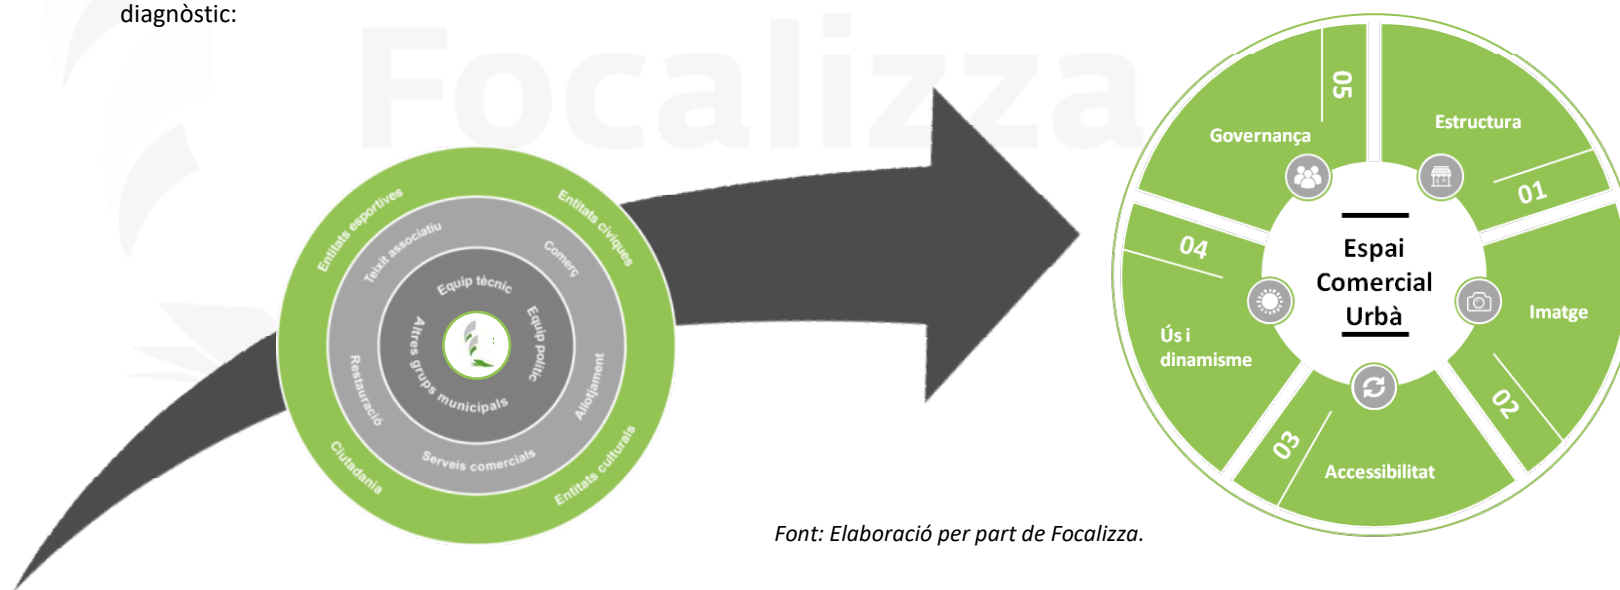 diagnòstic:
Focalizza
Entitats esportives
Entitats cíviques
Teixit associatiu
Comerç
Equip tècnic
Equip polític
Altres grups municipals
Restauració
Allotjament
Serveis comercials
Ciutadania
Entitats culturals
05
Governança
Estructura
01
04
Espai
Comercial
Urbà
Imatge
Ús i
dinamisme
02
03
Accessibilitat
Font: Elaboració per part de Focalizza.